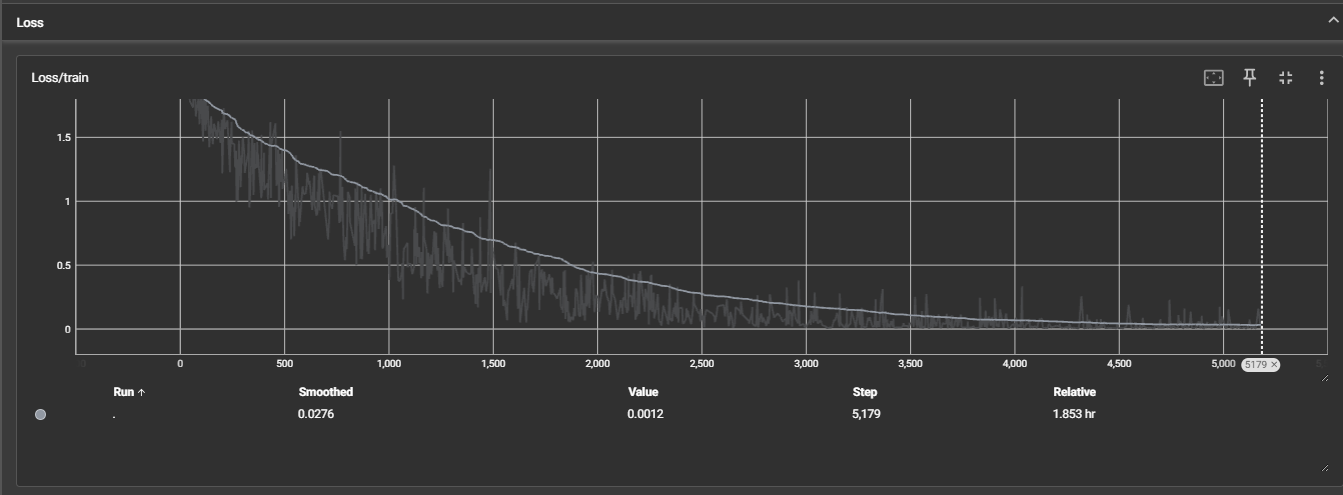 Loss
Loss/train
1.5
1
0.5
0
0 500 1,000 1,500 2,000 2,500 3,000 3,500 4,000 4,500 5,000 5179 ×
Run ↑ Smoothed Value Step Relative
. 0.0276 0.0012 5,179 1.853 hr